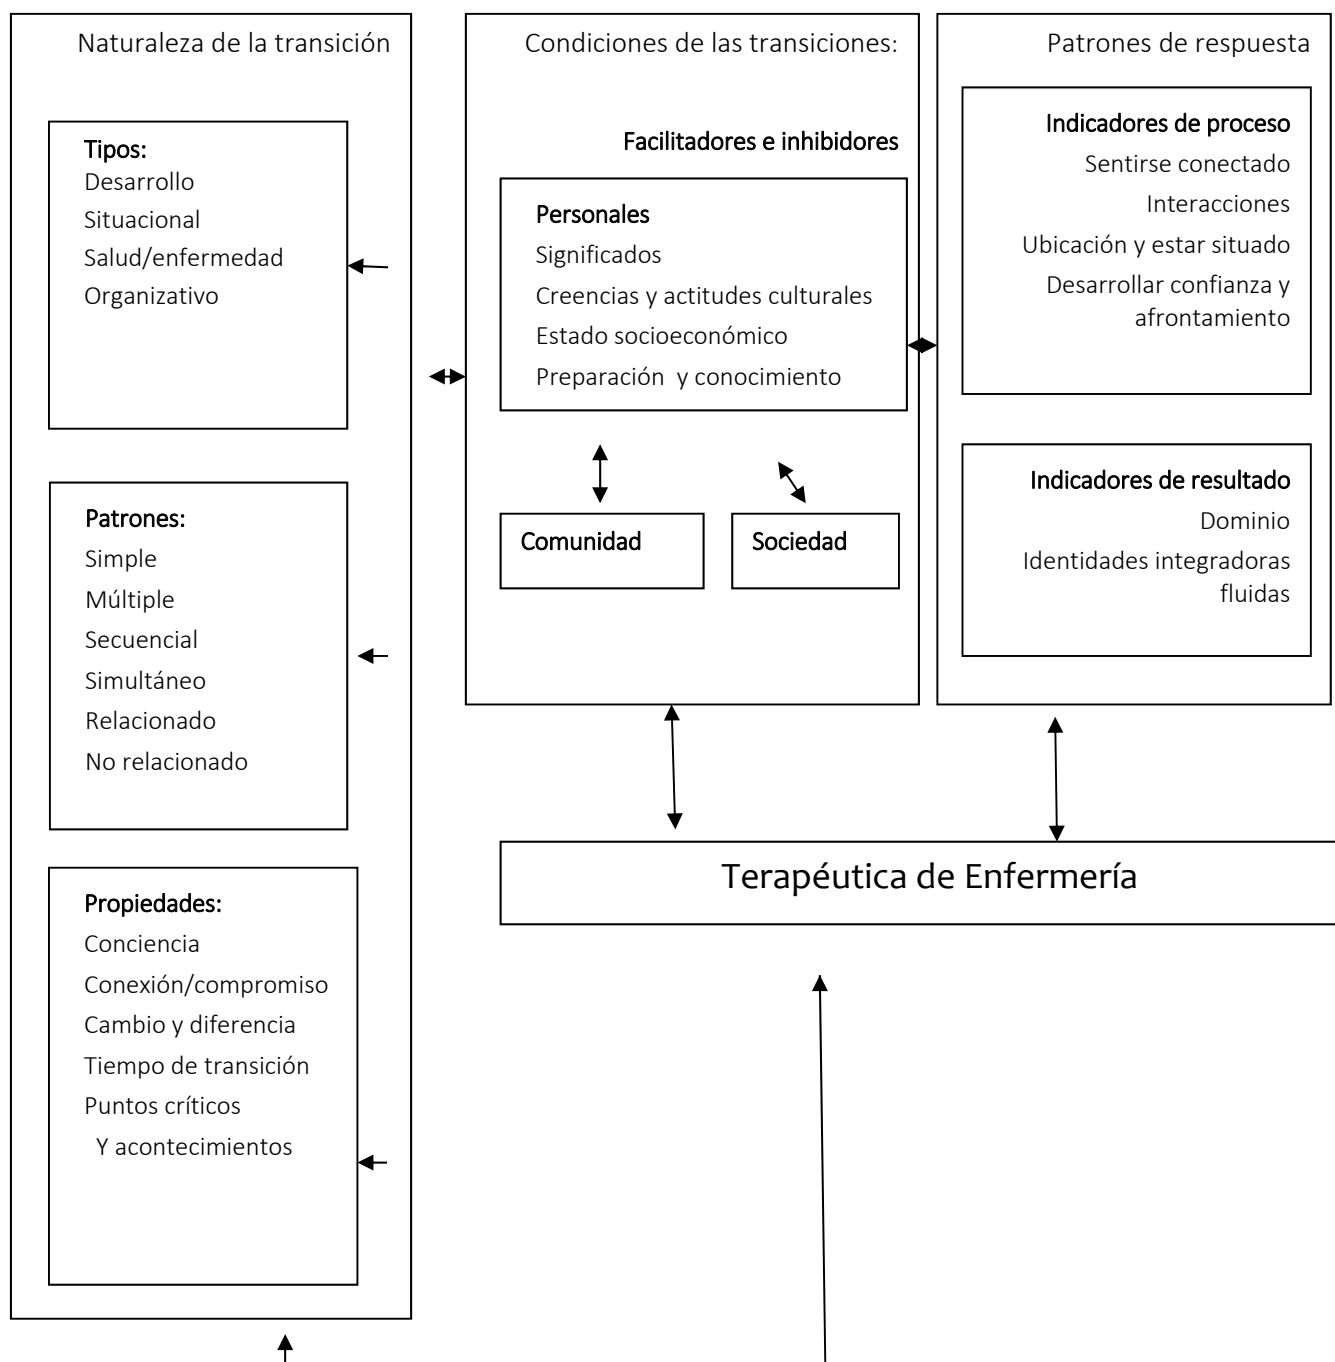 Naturaleza de la transición
Tipos:
Desarrollo
Situacional
Salud/enfermedad
Organizativo
Patrones:
Simple
Múltiple
Secuencial
Simultáneo
Relacionado
No relacionado
Propiedades:
Conciencia
Conexión/compromiso
Cambio y diferencia
Tiempo de transición
Puntos críticos
Y acontecimientos
Condiciones de las transiciones:
Facilitadores e inhibidores
Personales
Significados
Creencias y actitudes culturales
Estado socioeconómico
Preparación y conocimiento
Comunidad
Sociedad
Patrones de respuesta
Indicadores de proceso
Sentirse conectado
Interacciones
Ubicación y estar situado
Desarrollar confianza y
afrontamiento
Indicadores de resultado
Dominio
Identidades integradoras
fluidas
Terapéutica de Enfermería